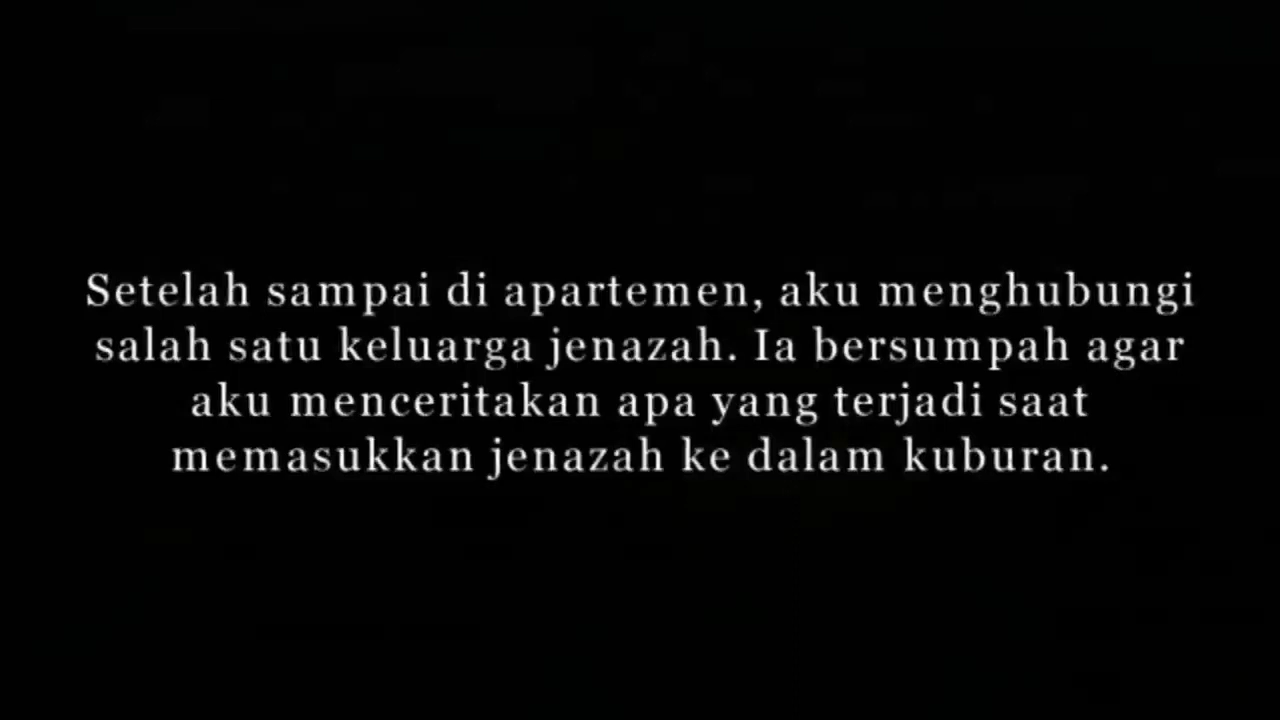 Setelah sampai di apartemen, aku menghubungi
salah satu keluarga jenazah. Ia bersumpah agar
aku menceritakan apa yang terjadi saat
memasukkan jenazah ke dalam kuburan.